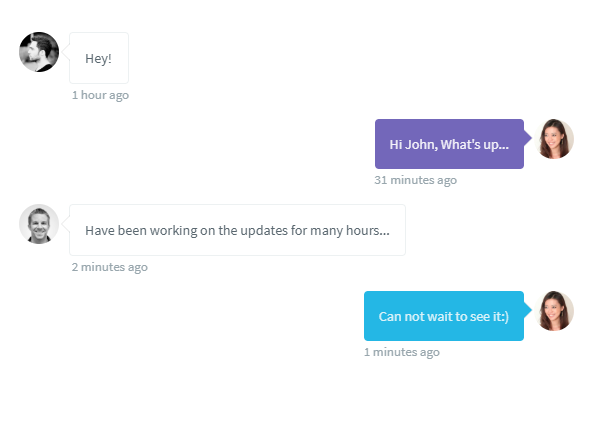 Hey!
1 hour ago
Hi John, What's up...
31 minutes ago
Have been working on the updates for many hours...
2 minutes ago
Can not wait to see it:)
1 minutes ago